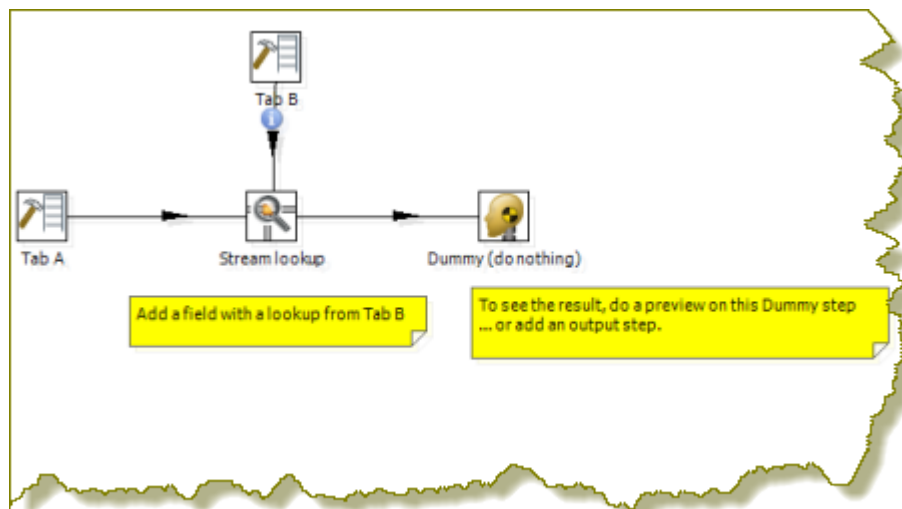 Tab B
Tab A
Stream lookup
Dummy (do nothing)
Add a field with a lookup from Tab B
To see the result, do a preview on this Dummy step
... or add an output step.